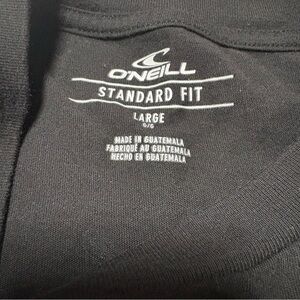 O'NEILL
STANDARD FIT
LARGE
G/G
MADE IN GUATEMALA
FABRIQUÉ AU GUATEMALA
HECHO EN GUATEMALA